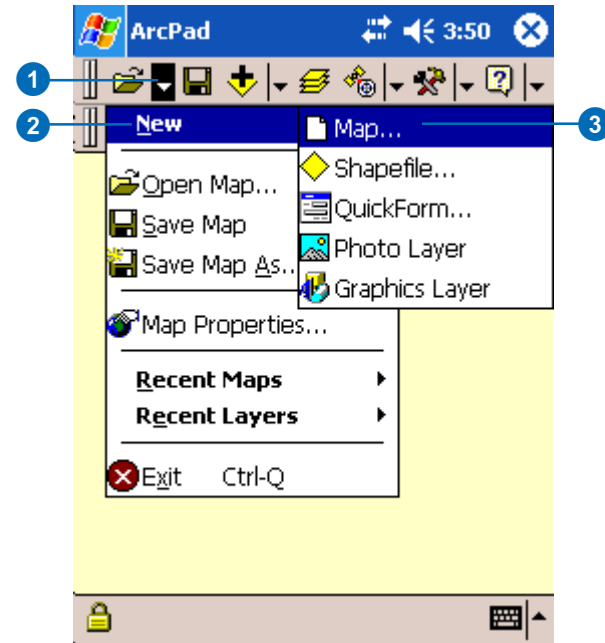 ArcPad 3:50
1
2 New
Map... 3
Shapefile...
QuickForm...
Photo Layer
Graphics Layer
Open Map...
Save Map
Save Map As..
Map Properties...
Recent Maps
Recent Layers
Exit Ctrl-Q